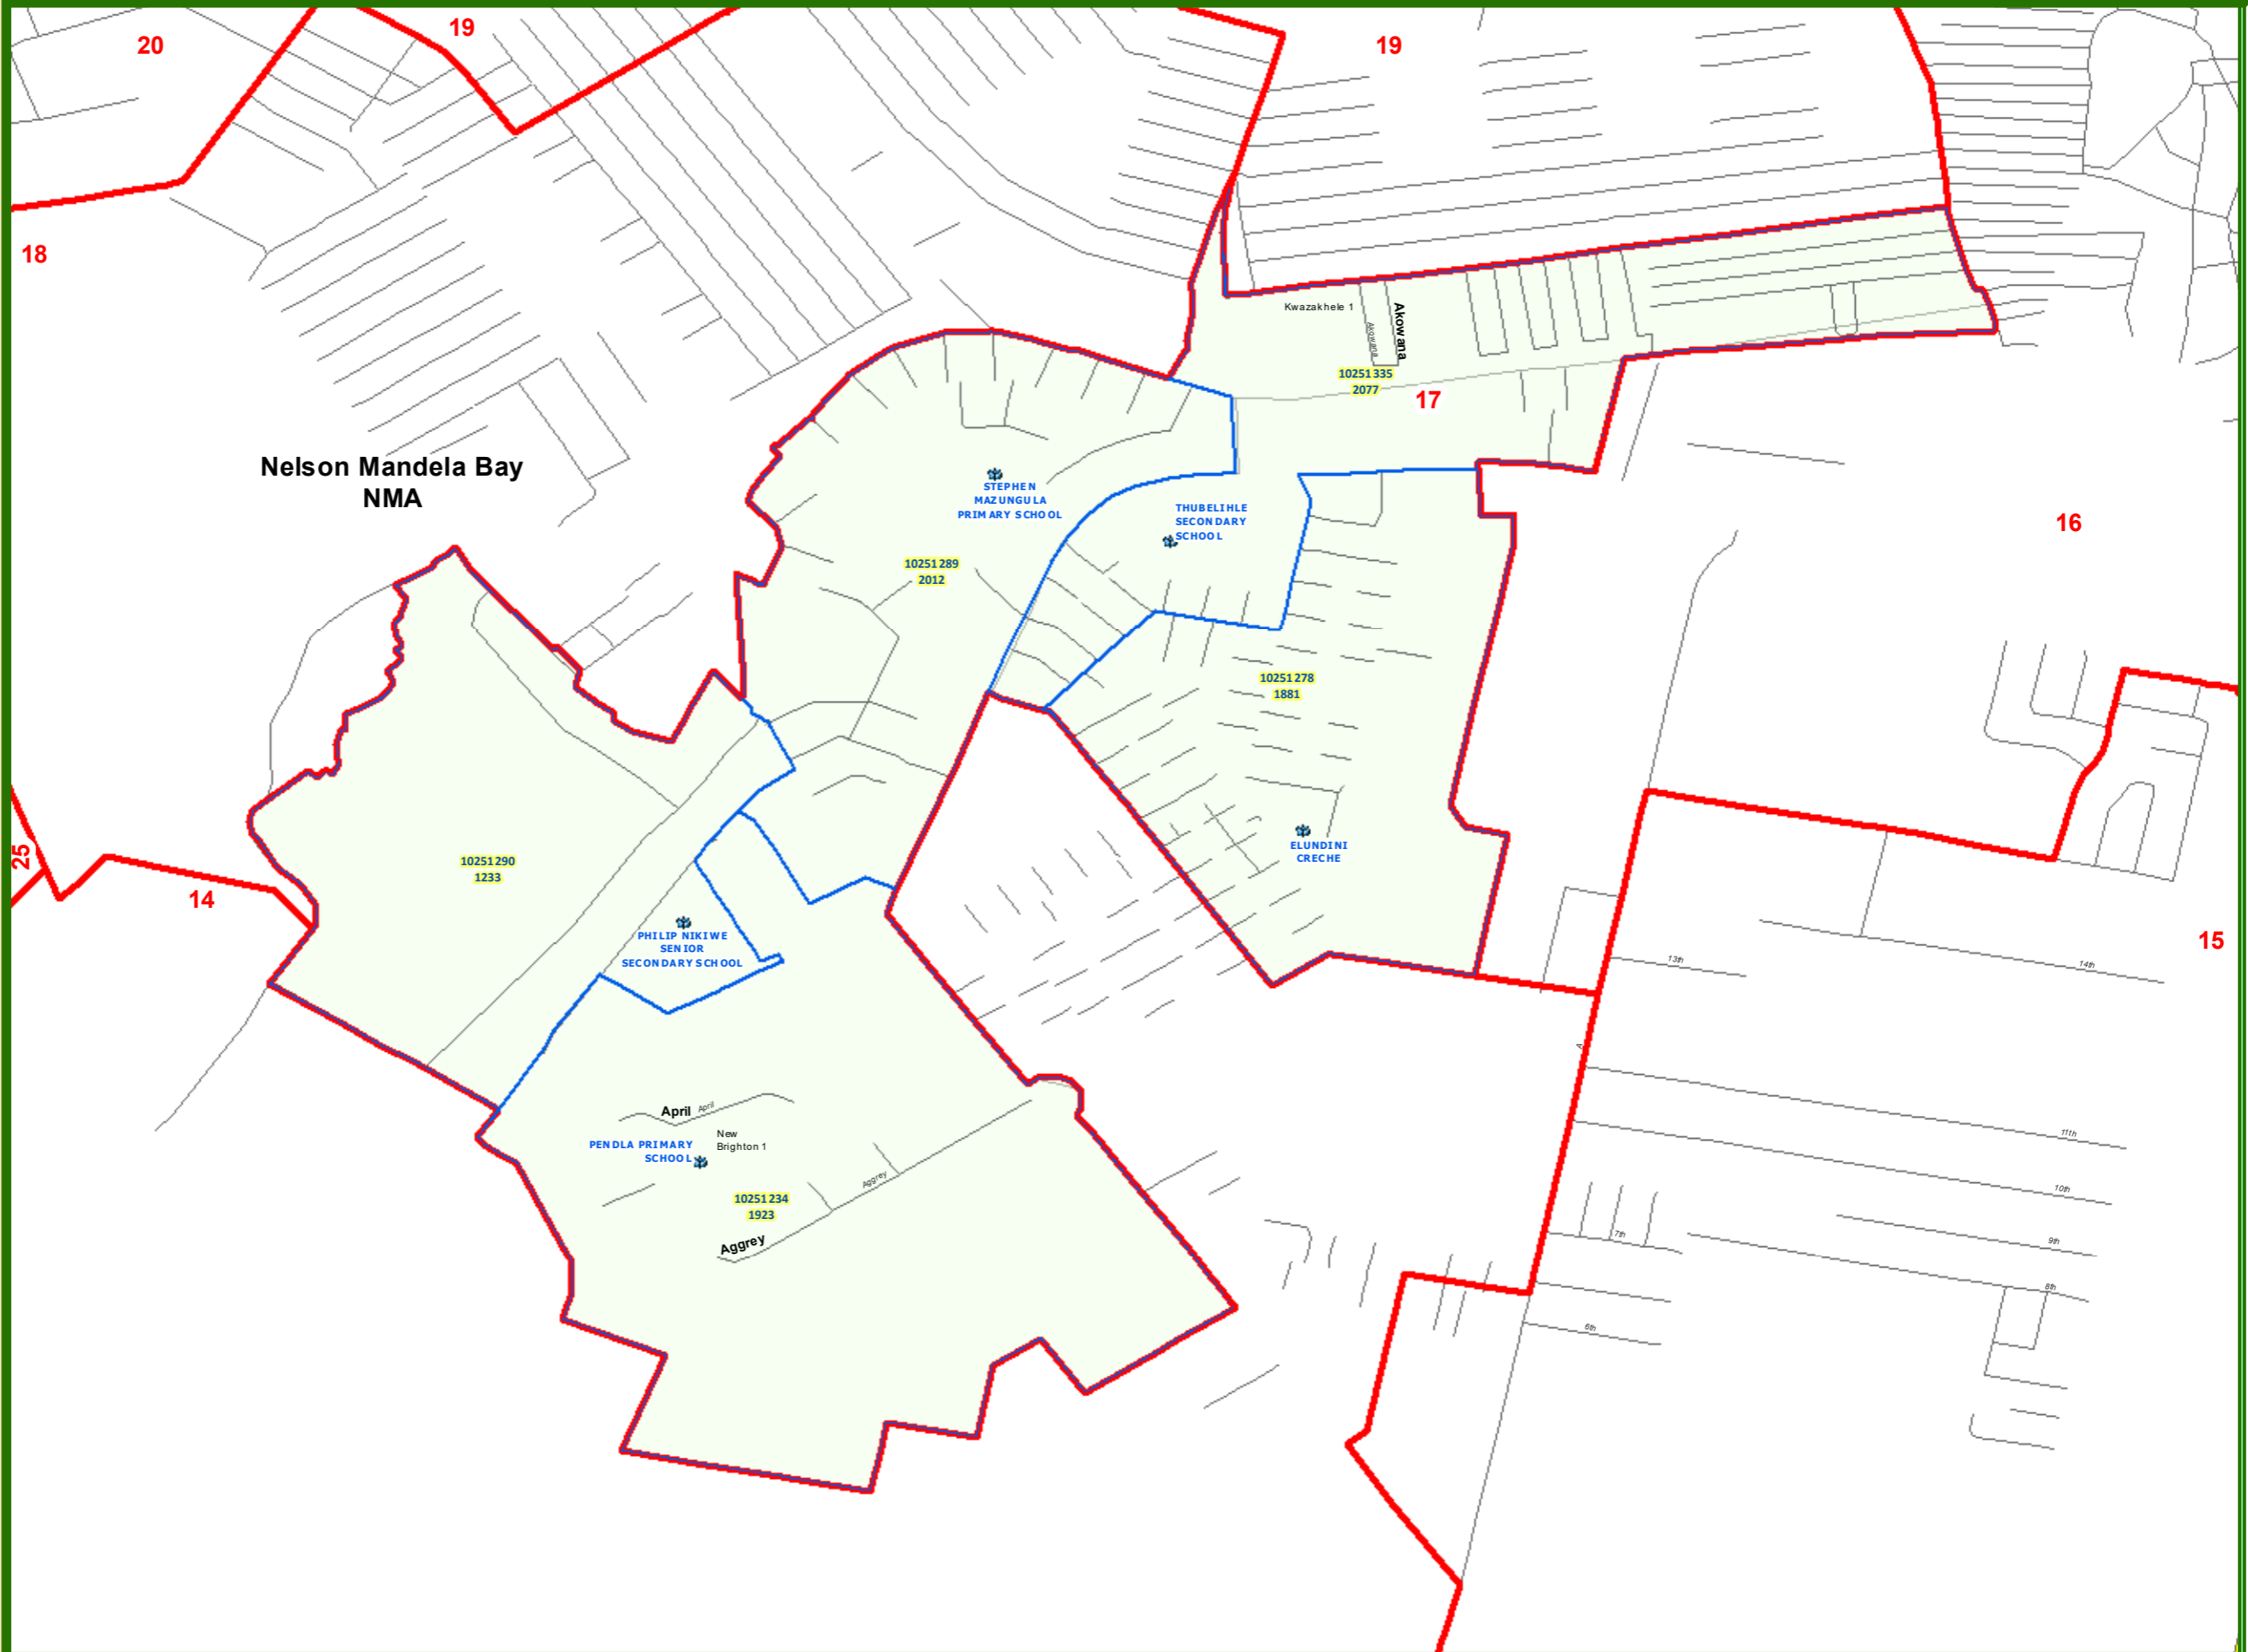 19
20
19
18
Kwazakhele 1
Akowana
Akowana
10251335
2077
17
Nelson Mandela Bay
NMA
STEPHEN
MAZUNGULA
PRIMARY SCHOOL
THUBELIHLE
SECONDARY
SCHOOL
16
10251289
2012
10251278
1881
ELUNDINI
CRECHE
25
10251290
1233
14
PHILIP NIKIWE
SENIOR
SECONDARY SCHOOL
15
13th
14th
A
April
April
New
Brighton 1
PENDLA PRIMARY
SCHOOL
11th
Aggrey
10251234
1923
10th
Aggrey
7th
9th
8th
6th